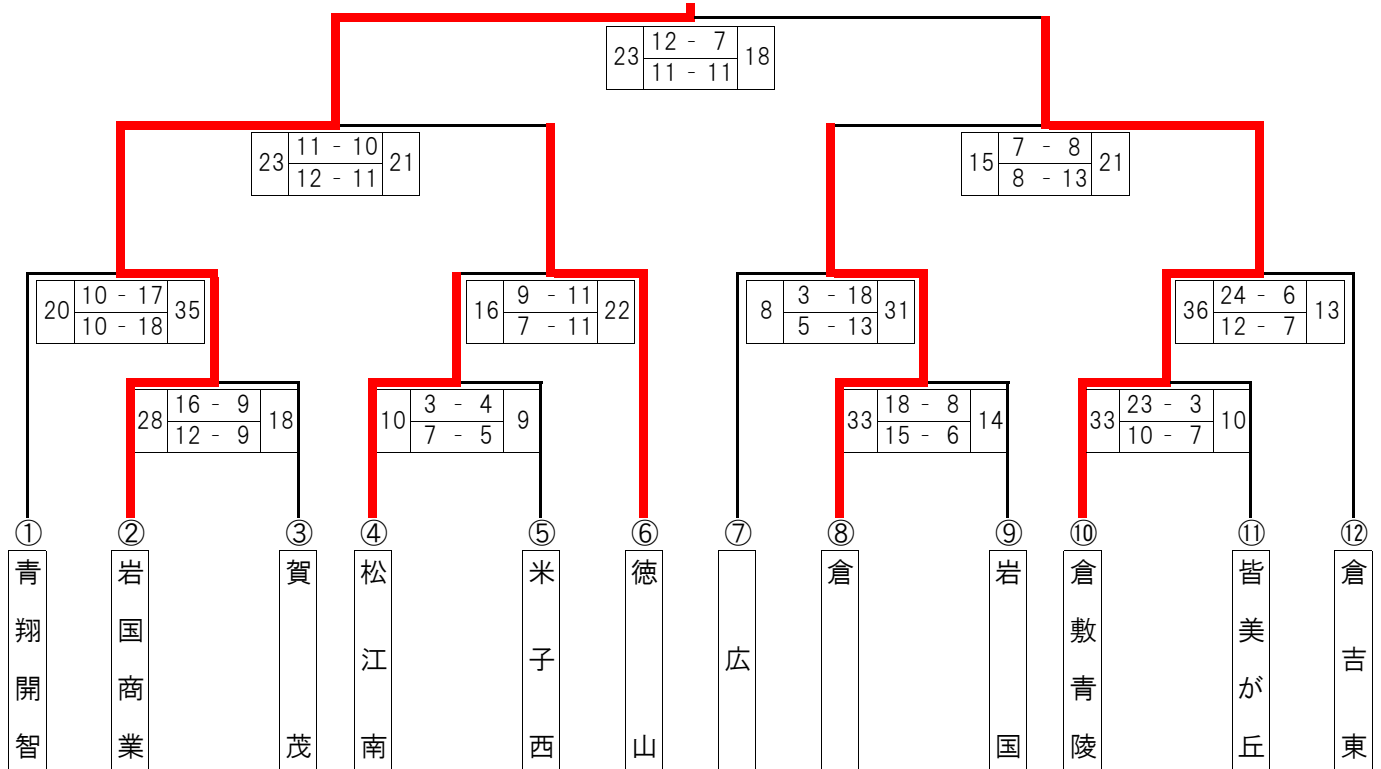 12 - 7
23 18
11 - 11
11 - 10
23 21
12 - 11
7 - 8
15 21
8 - 13
10 - 17
20 35
10 - 18
9 - 11
16 22
7 - 11
3 - 18
8 31
5 - 13
24 - 6
36 13
12 - 7
16 - 9
28 18
12 - 9
3 - 4
10 9
7 - 5
18 - 8
33 14
15 - 6
23 - 3
33 10
10 - 7
① ② ③ ④ ⑤ ⑥ ⑦ ⑧ ⑨ ⑩ ⑪ ⑫
青翔開智
岩国商業
賀茂
松江南
米子西
徳山
広
倉
岩国
倉敷青陵
皆美が丘
倉吉東